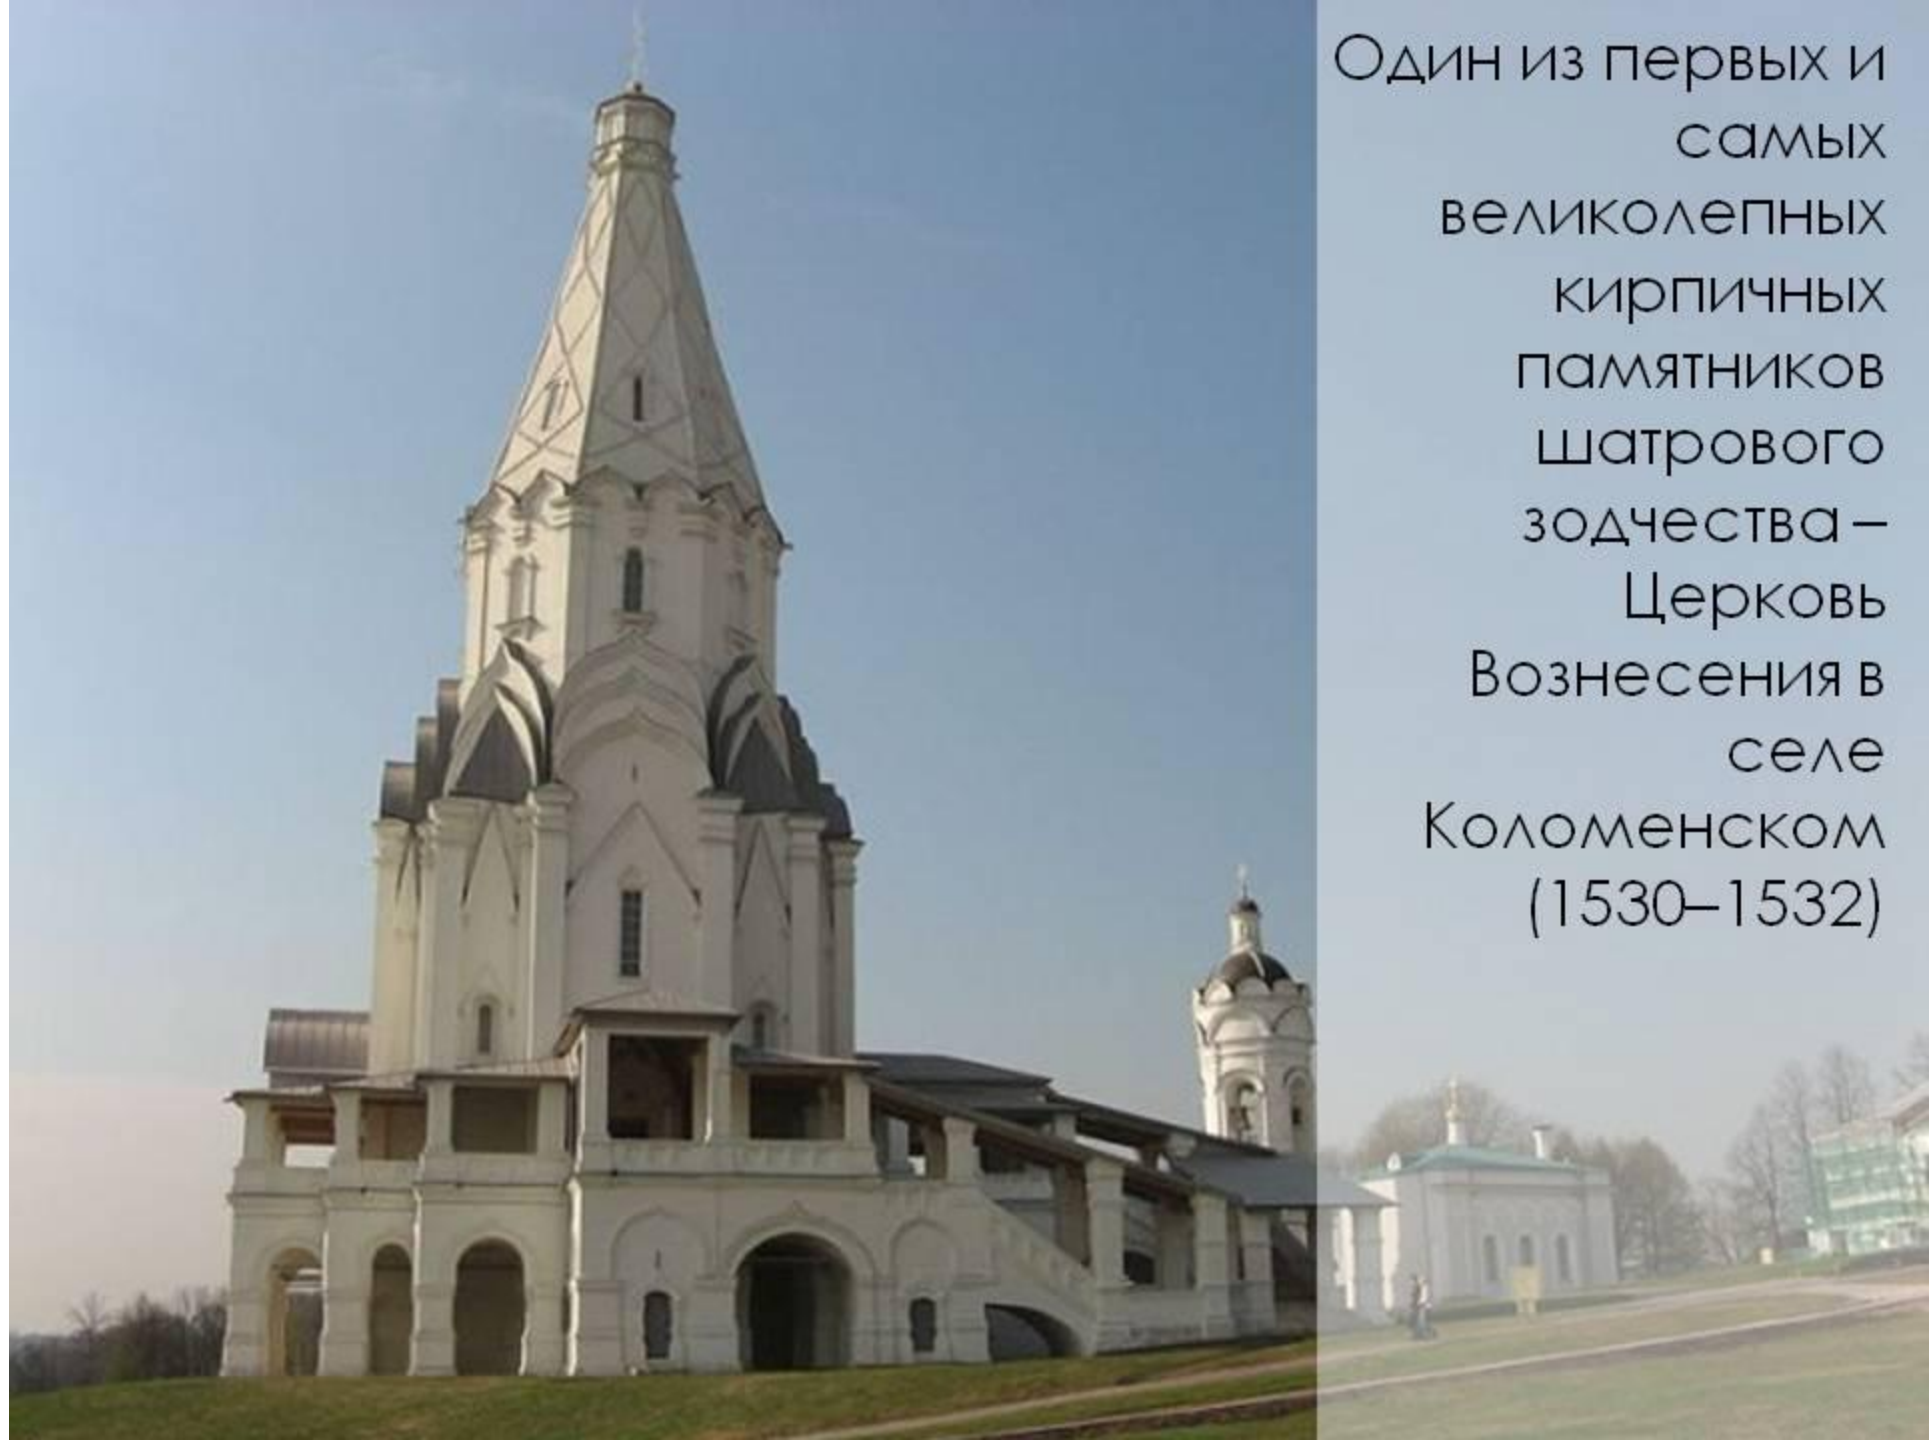 Один из первых и
самых
великолепных
кирпичных
памятников
шатрового
зодчества –
Церковь
Вознесения в
селе
Коломенском
(1530–1532)